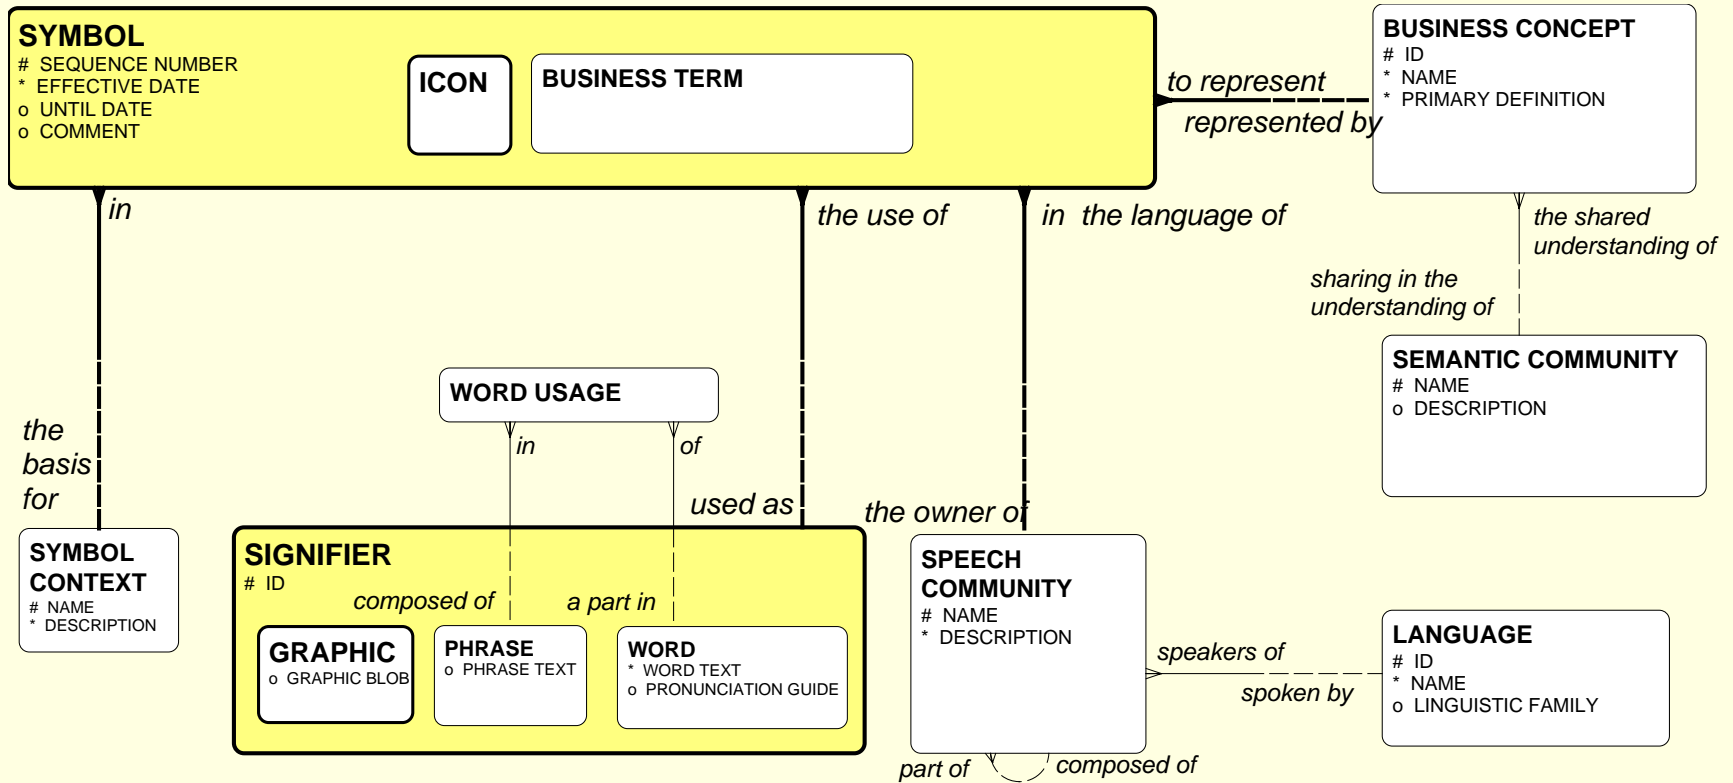 SYMBOL
# SEQUENCE NUMBER
* EFFECTIVE DATE
o UNTIL DATE
o COMMENT
ICON
BUSINESS TERM
to represent
represented by
BUSINESS CONCEPT
# ID
* NAME
* PRIMARY DEFINITION
in
the use of
in the language of
the shared
understanding of
sharing in the
understanding of
SEMANTIC COMMUNITY
# NAME
o DESCRIPTION
WORD USAGE
in
of
the
basis
for
used as
the owner of
SYMBOL
CONTEXT
# NAME
* DESCRIPTION
SIGNIFIER
# ID
composed of
a part in
GRAPHIC
o GRAPHIC BLOB
PHRASE
o PHRASE TEXT
WORD
* WORD TEXT
o PRONUNCIATION GUIDE
SPEECH
COMMUNITY
# NAME
* DESCRIPTION
speakers of
spoken by
LANGUAGE
# ID
* NAME
o LINGUISTIC FAMILY
part of
composed of